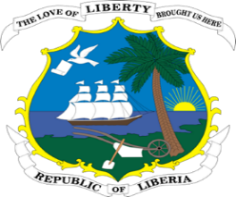 THE LOVE OF LIBERTY BROUGHT US HERE
REPUBLIC OF LIBERIA